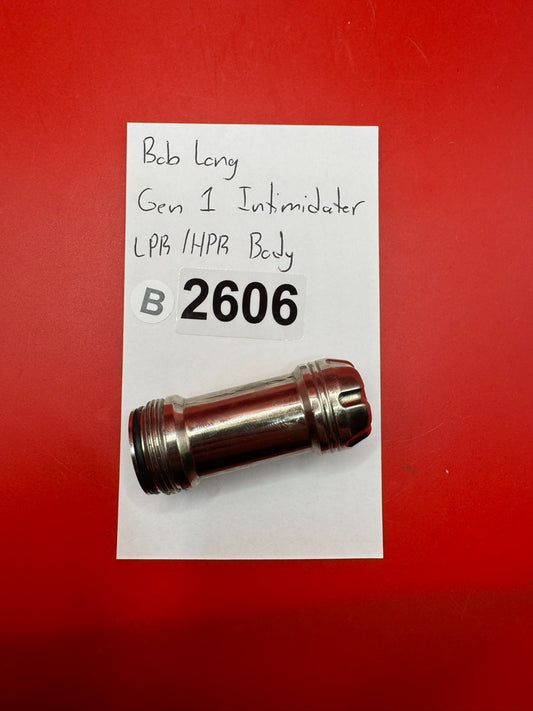 Bob Long
Gen 1 Intimidater
LPR/HPR Body
B 2606